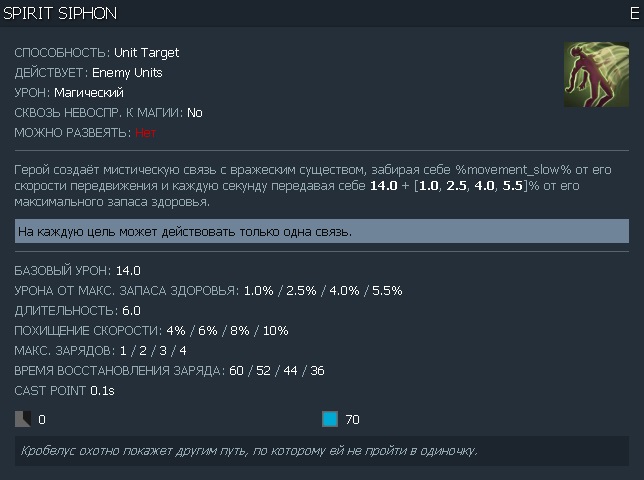 SPIRIT SIPHON E
СПОСОБНОСТЬ: Unit Target
ДЕЙСТВУЕТ: Enemy Units
УРОН: Магический
СКВОЗЬ НЕВОСПР. К МАГИИ: No
МОЖНО РАЗВЕЯТЬ: Нет
Герой создаёт мистическую связь с вражеским существом, забирая себе %movement_slow% от его
скорости передвижения и каждую секунду передавая себе 14.0 + [1.0, 2.5, 4.0, 5.5]% от его
максимального запаса здоровья.
На каждую цель может действовать только одна связь.
БАЗОВЫЙ УРОН: 14.0
УРОНА ОТ МАКС. ЗАПАСА ЗДОРОВЬЯ: 1.0% / 2.5% / 4.0% / 5.5%
ДЛИТЕЛЬНОСТЬ: 6.0
ПОХИЩЕНИЕ СКОРОСТИ: 4% / 6% / 8% / 10%
МАКС. ЗАРЯДОВ: 1 / 2 / 3 / 4
ВРЕМЯ ВОССТАНОВЛЕНИЯ ЗАРЯДА: 60 / 52 / 44 / 36
CAST POINT 0.1s
0 70
Кробелус охотно покажет другим путь, по которому ей не пройти в одиночку.